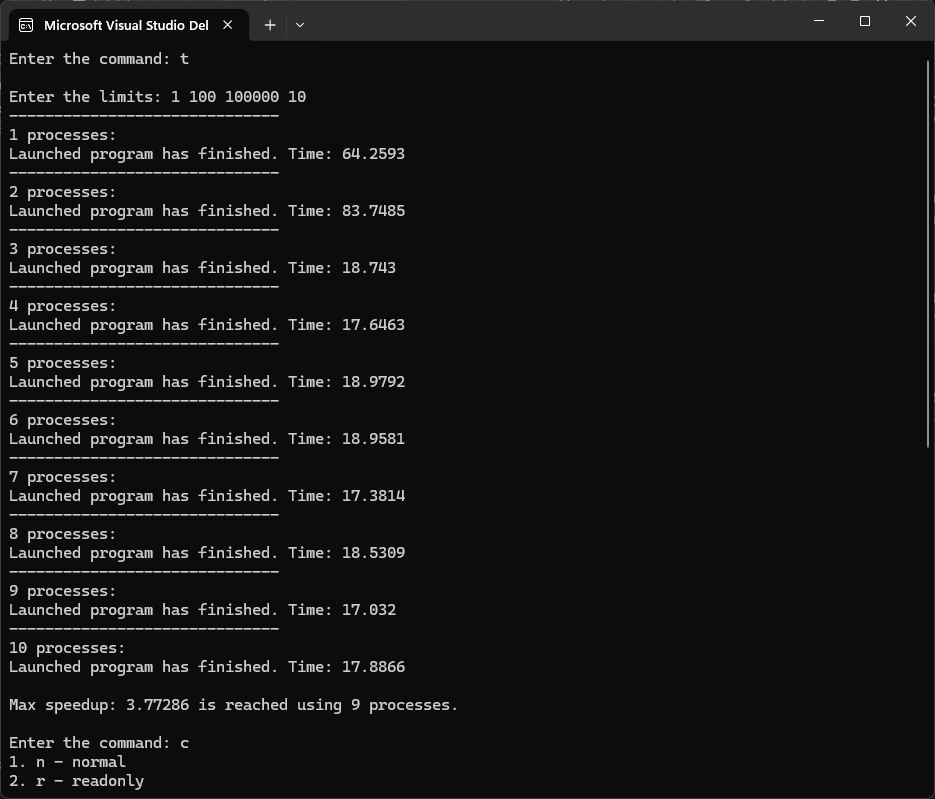 Microsoft Visual Studio Del
Enter the command: t
Enter the limits: 1 100 100000 10
------------------------------
1 processes:
Launched program has finished. Time: 64.2593
------------------------------
2 processes:
Launched program has finished. Time: 83.7485
------------------------------
3 processes:
Launched program has finished. Time: 18.743
------------------------------
4 processes:
Launched program has finished. Time: 17.6463
------------------------------
5 processes:
Launched program has finished. Time: 18.9792
------------------------------
6 processes:
Launched program has finished. Time: 18.9581
------------------------------
7 processes:
Launched program has finished. Time: 17.3814
------------------------------
8 processes:
Launched program has finished. Time: 18.5309
------------------------------
9 processes:
Launched program has finished. Time: 17.032
------------------------------
10 processes:
Launched program has finished. Time: 17.8866
Max speedup: 3.77286 is reached using 9 processes.
Enter the command: c
1. n - normal
2. r - readonly